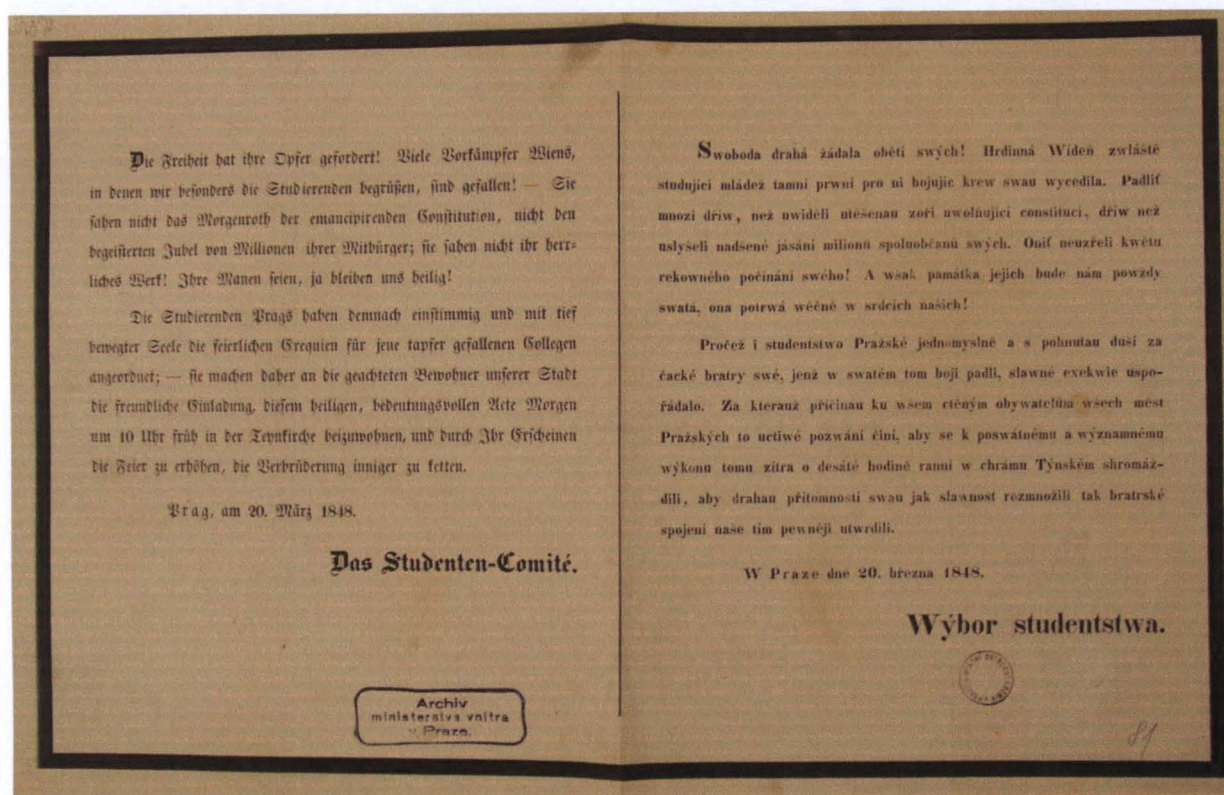 Die Freiheit hat ihre Opfer gefordert! Viele Vorkämpfer Wiens,
in denen wir besonders die Studierenden begrüßen, sind gefallen! — Sie
sahen nicht das Morgenroth der emancipirenden Constitution, nicht den
begeisterten Jubel von Millionen ihrer Mitbürger; sie sahen nicht ihr herr-
liches Werk! Ihre Manen seien, ja bleiben uns heilig!
Die Studierenden Prags haben demnach einstimmig und mit tief
bewegter Seele die feierlichen Exequien für jene tapfer gefallenen Collegen
angeordnet; — sie machen daher an die geachteten Bewohner unserer Stadt
die freundliche Einladung, diesem heiligen, bedeutungsvollen Acte Morgen
um 10 Uhr früh in der Teynkirche beizuwohnen, und durch Ihr Erscheinen
die Feier zu erhöhen, die Verbrüderung inniger zu ketten.
Prag, am 20. März 1848.
Das Studenten-Comité.
Archiv
ministerstva vnitra
v Praze.
Swoboda drahá žádala oběti swých! Hrdinná Wídeň zwláště
studující mládež tamní prwní pro ni bojujíc krew swau wycedila. Padliť
mnozí dříw, než uwiděli utěšenau zoři uwolňující constituci, dříw než
uslyšeli nadšené jásání milionů spoluobčanů swých. Oniť neuzřeli kwětu
rekowného počínání swého! A wšak památka jejich bude nám powždy
swatá, ona potrwá wěčně w srdcích našich!
Pročež i studentstwo Pražské jednomyslně a s pohnutau duší za
čacké bratry swé, jenž w swatém tom boji padli, slawné exekwie uspo-
řádalo. Za kterauž příčinau ku wšem ctěným obywatelům wšech měst
Pražských to uctiwé pozwání činí, aby se k poswátnému a wýznamnému
wýkonu tomu zítra o desáté hodině ranní w chrámu Týnském shromáž-
dili, aby drahau přítomností swau jak slawnost rozmnožili tak bratrské
spojení naše tím pewněji utwrdili.
W Praze dne 20. března 1848.
Wýbor studentstwa.
81